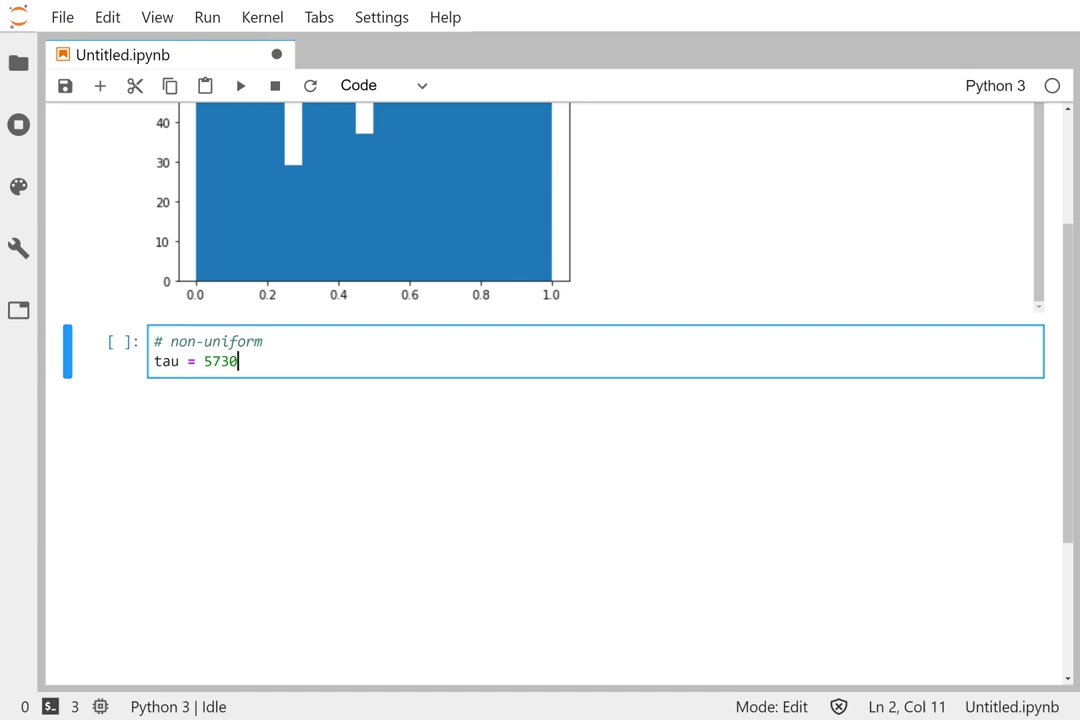 File Edit View Run Kernel Tabs Settings Help
Untitled.ipynb
Code Python 3
40
30
20
10
0
0.0 0.2 0.4 0.6 0.8 1.0
[ ]: # non-uniform
tau = 5730
0 $_ 3 Python 3 | Idle Mode: Edit Ln 2, Col 11 Untitled.ipynb